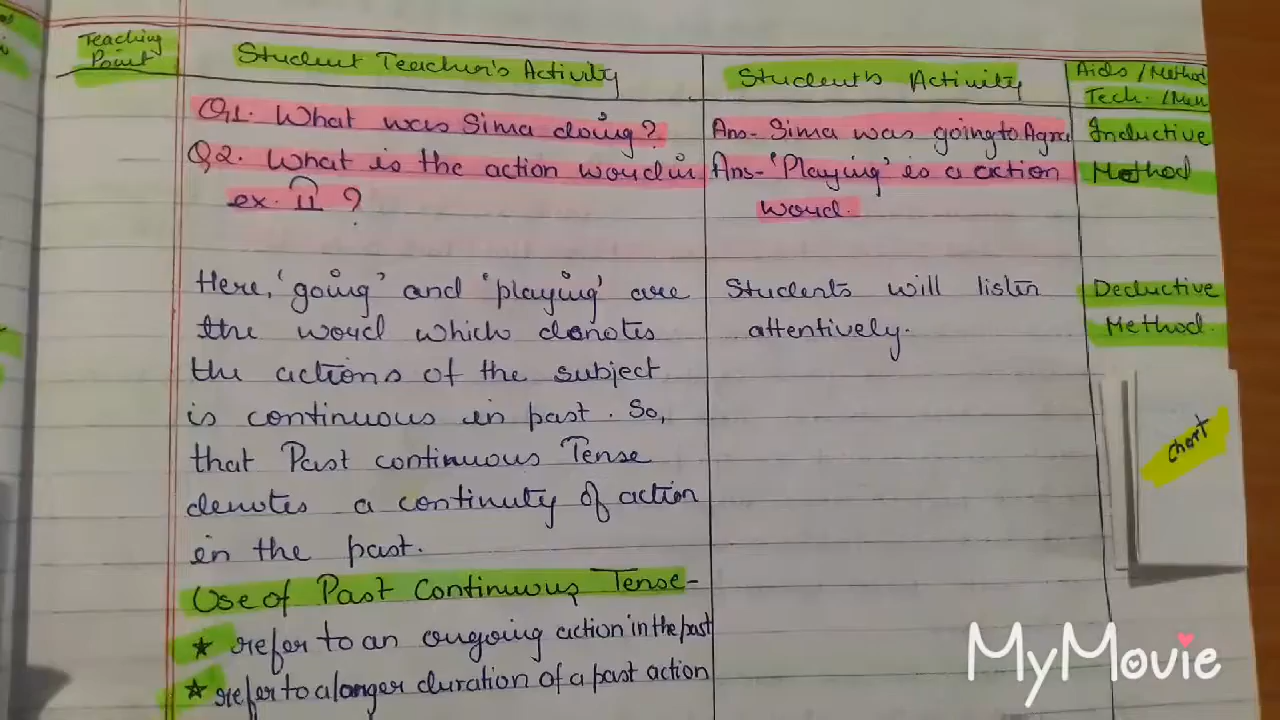 Teaching Point
Student Teacher's Activity
Student's Activity
Aids / Method
Tech. /
Q1. What was Sima doing?
Ans- Sima was going to Agra
Inductive
Q2. What is the action word in
Ans- 'Playing' is a action
Method
ex. II ?
word.
Here, 'going' and 'playing' are
Students will listen
Deductive
the word which denotes
attentively.
Method.
the actions of the subject
is continuous in past. So,
that Past continuous Tense
chart
denotes a continuty of action
in the past.
Use of Past Continuous Tense-
★ refer to an ongoing action in the past
★ refer to a longer duration of a past action
MyMovie